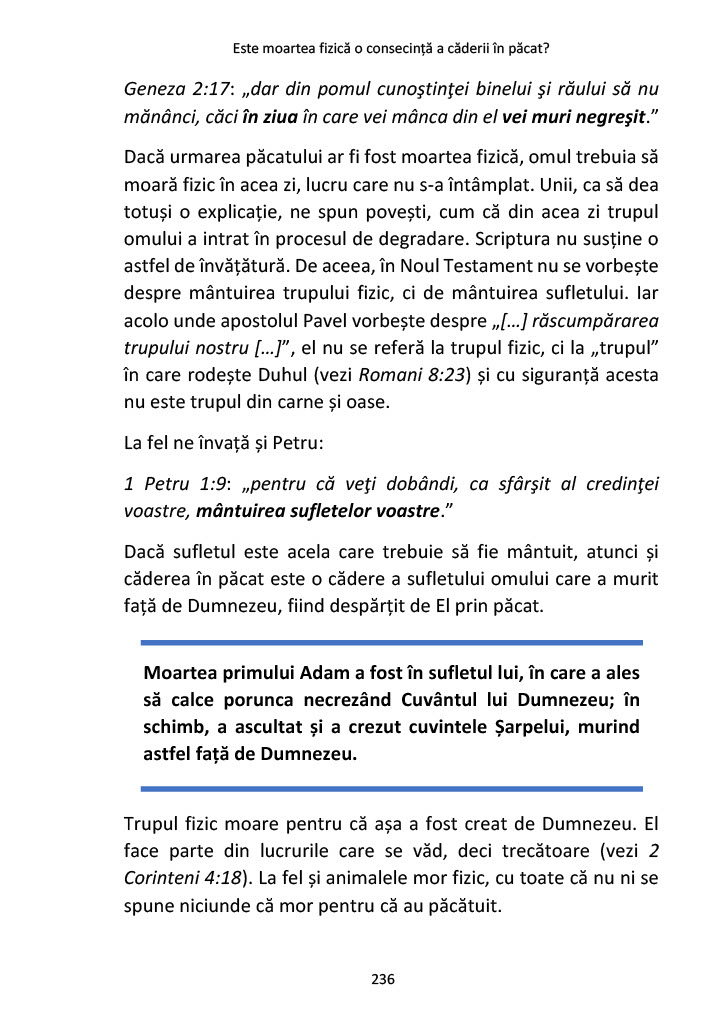 Este moartea fizică o consecință a căderii în păcat?
Geneza 2:17: „dar din pomul cunoştinţei binelui şi răului să nu
mănânci, căci în ziua în care vei mânca din el vei muri negreşit.”
Dacă urmarea păcatului ar fi fost moartea fizică, omul trebuia să
moară fizic în acea zi, lucru care nu s-a întâmplat. Unii, ca să dea
totuși o explicație, ne spun povești, cum că din acea zi trupul
omului a intrat în procesul de degradare. Scriptura nu susține o
astfel de învățătură. De aceea, în Noul Testament nu se vorbește
despre mântuirea trupului fizic, ci de mântuirea sufletului. Iar
acolo unde apostolul Pavel vorbește despre „[…] răscumpărarea
trupului nostru […]”, el nu se referă la trupul fizic, ci la „trupul”
în care rodește Duhul (vezi Romani 8:23) și cu siguranță acesta
nu este trupul din carne și oase.
La fel ne învață și Petru:
1 Petru 1:9: „pentru că veţi dobândi, ca sfârşit al credinţei
voastre, mântuirea sufletelor voastre.”
Dacă sufletul este acela care trebuie să fie mântuit, atunci și
căderea în păcat este o cădere a sufletului omului care a murit
față de Dumnezeu, fiind despărțit de El prin păcat.
Moartea primului Adam a fost în sufletul lui, în care a ales
să calce porunca necrezând Cuvântul lui Dumnezeu; în
schimb, a ascultat și a crezut cuvintele Șarpelui, murind
astfel față de Dumnezeu.
Trupul fizic moare pentru că așa a fost creat de Dumnezeu. El
face parte din lucrurile care se văd, deci trecătoare (vezi 2
Corinteni 4:18). La fel și animalele mor fizic, cu toate că nu ni se
spune niciunde că mor pentru că au păcătuit.
236